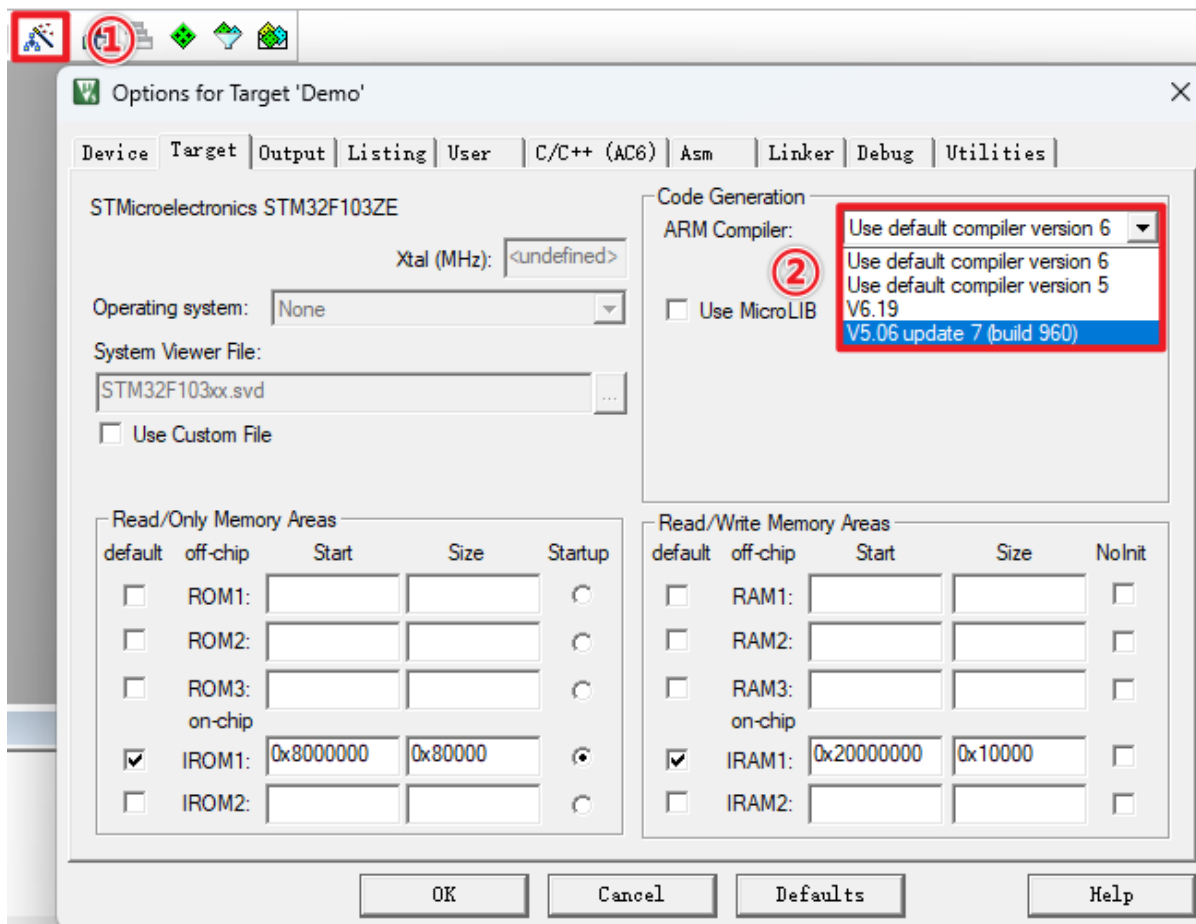 ①
Options for Target 'Demo'
Device Target Output Listing User C/C++ (AC6) Asm Linker Debug Utilities
STMicroelectronics STM32F103ZE
Xtal (MHz): <undefined>
Operating system: None
System Viewer File:
STM32F103xx.svd ...
Use Custom File
Code Generation
ARM Compiler: Use default compiler version 6
②
Use default compiler version 6
Use default compiler version 5
V6.19
V5.06 update 7 (build 960)
Use MicroLIB
Read/Only Memory Areas
default off-chip Start Size Startup
ROM1:
ROM2:
ROM3:
on-chip
IROM1: 0x8000000 0x80000
IROM2:
Read/Write Memory Areas
default off-chip Start Size NoInit
RAM1:
RAM2:
RAM3:
on-chip
IRAM1: 0x20000000 0x10000
IRAM2:
OK Cancel Defaults Help